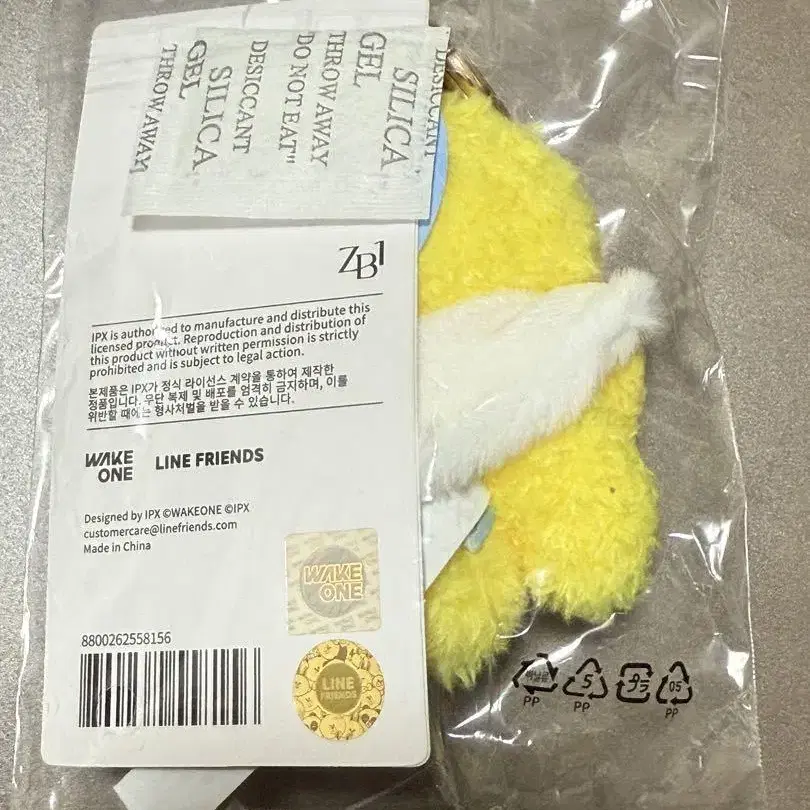 THROW AWAY
GEL
SILICA
DESICCANT
DO NOT EAT"
THROW AWAY
GEL
SILICA
DESICCANT
ZB1
IPX is authorized to manufacture and distribute this
licensed product. Reproduction and distribution of
this product without written permission is strictly
prohibited and is subject to legal action.
본제품은 IPX가 정식 라이선스 계약을 통하여 제작한
정품입니다. 무단 복제 및 배포를 엄격히 금지하며, 이를
위반할 때에는 형사처벌을 받을 수 있습니다.
WAKE
ONE
LINE FRIENDS
Designed by IPX ©WAKEONE ©IPX
customercare@linefriends.com
Made in China
WAKE
ONE
8800262558156
LINE
FRIENDS
PP
5
PP
プラ
05
PP